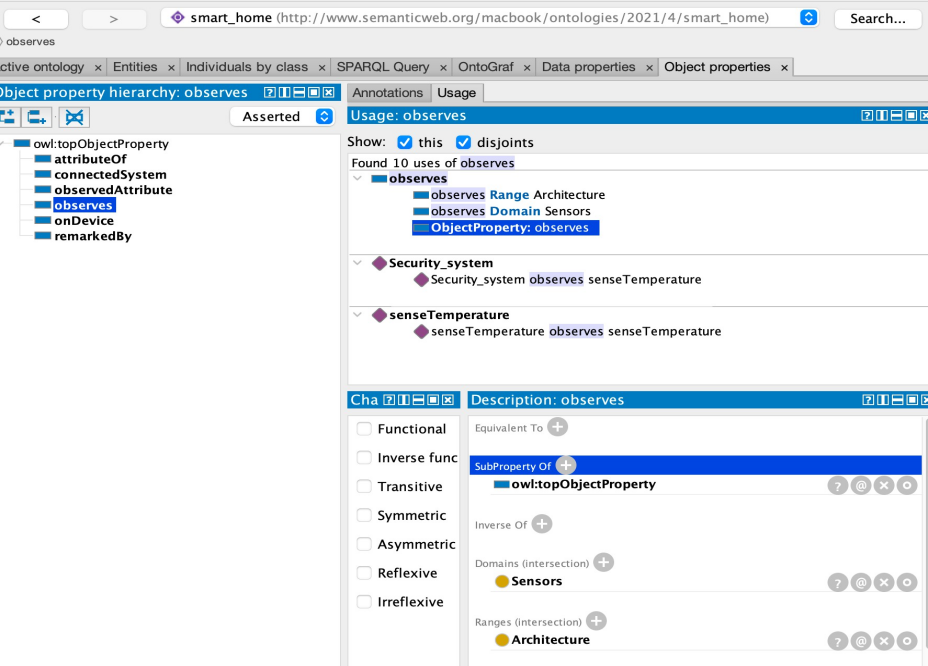 < > smart_home (http://www.semanticweb.org/macbook/ontologies/2021/4/smart_home) Search...
observes
ctive ontology × Entities × Individuals by class × SPARQL Query × OntoGraf × Data properties × Object properties ×
Object property hierarchy: observes
Asserted
owl:topObjectProperty
attributeOf
connectedSystem
observedAttribute
observes
onDevice
remarkedBy
Annotations Usage
Usage: observes
Show: this disjoints
Found 10 uses of observes
observes
observes Range Architecture
observes Domain Sensors
ObjectProperty: observes
Security_system
Security_system observes senseTemperature
senseTemperature
senseTemperature observes senseTemperature
Cha
Functional
Inverse func
Transitive
Symmetric
Asymmetric
Reflexive
Irreflexive
Description: observes
Equivalent To
SubProperty Of
owl:topObjectProperty
Inverse Of
Domains (intersection)
Sensors
Ranges (intersection)
Architecture